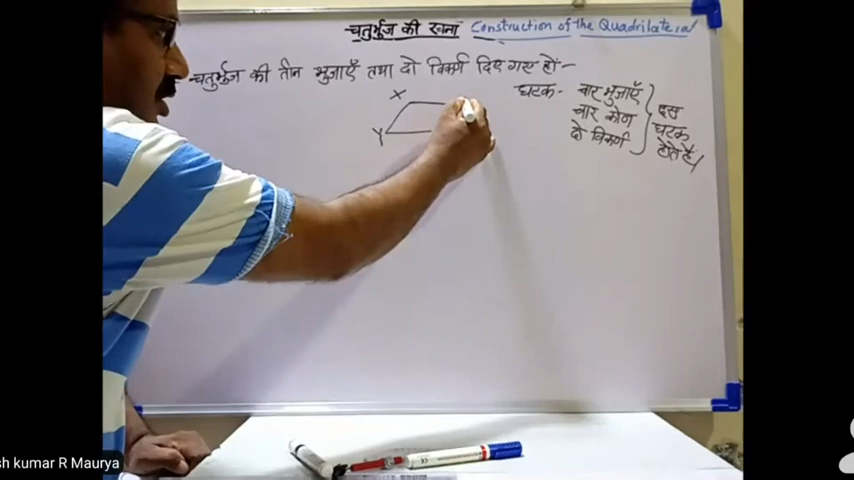 चतुर्भुज की रचना Construction of the Quadrilateral
चतुर्भुज की तीन भुजाएँ तथा दो विकर्ण दिए गए हों -
घटक - चार भुजाएँ
चार कोण
दो विकर्ण
दस
घटक
होते हैं।
X
Y
sh kumar R Maurya